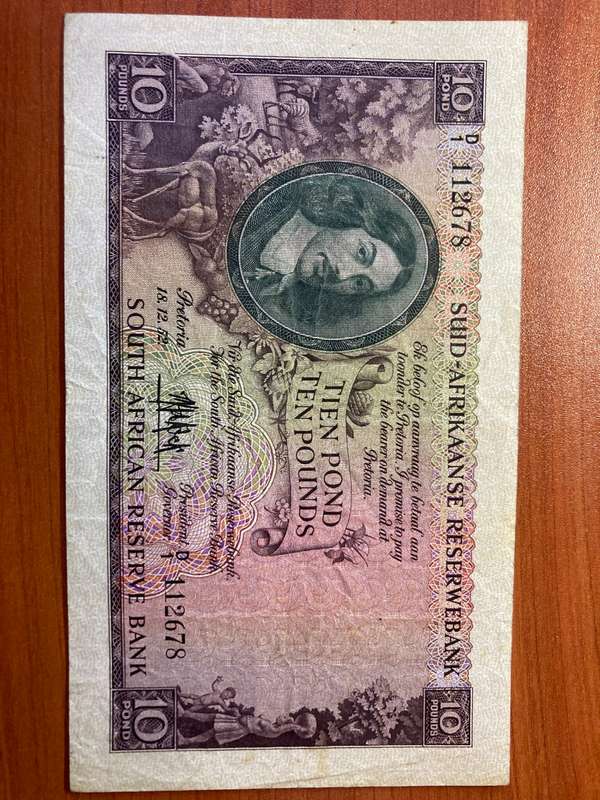 10
POND
10
POUNDS
D/1 112678
SUID-AFRIKAANSE RESERWEBANK
Ek beloof op aanvraag te betaal aan
toonder te Pretoria I promise to pay
the bearer on demand at
Pretoria.
TIEN POND
TEN POUNDS
Vir die Suid-Afrikaanse Reserwebank,
For the South African Reserve Bank,
Pretoria,
18.12.52
President
Governor
D/1 112678
SOUTH AFRICAN RESERVE BANK
10
POUNDS
10
POND